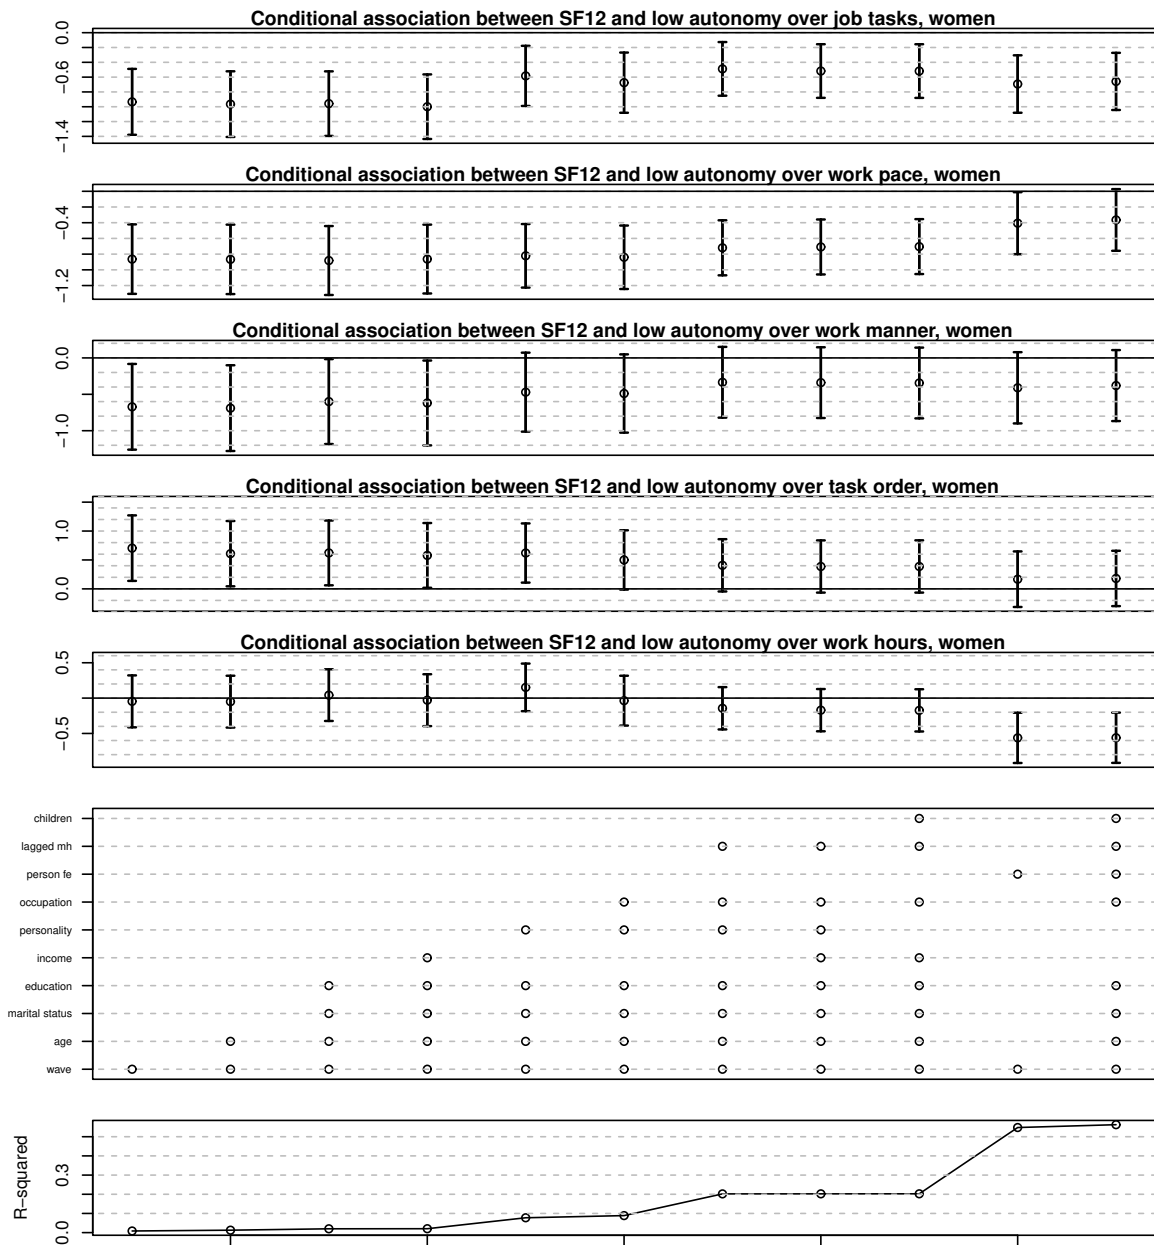 Conditional association between SF12 and low autonomy over job tasks, women
0.0
−0.6
−1.4
Conditional association between SF12 and low autonomy over work pace, women
−0.4
−1.2
Conditional association between SF12 and low autonomy over work manner, women
0.0
−1.0
Conditional association between SF12 and low autonomy over task order, women
1.0
0.0
Conditional association between SF12 and low autonomy over work hours, women
0.5
−0.5
children
lagged mh
person fe
occupation
personality
income
education
marital status
age
wave
R−squared
0.3
0.0